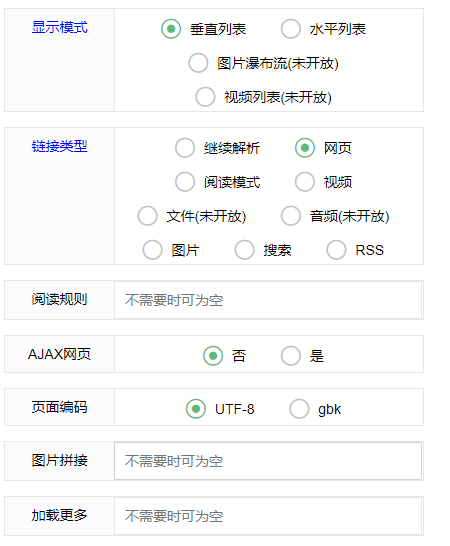 显示模式 垂直列表 水平列表
图片瀑布流(未开放)
视频列表(未开放)
链接类型 继续解析 网页
阅读模式 视频
文件(未开放) 音频(未开放)
图片 搜索 RSS
阅读规则 不需要时可为空
AJAX网页 否 是
页面编码 UTF-8 gbk
图片拼接 不需要时可为空
加载更多 不需要时可为空